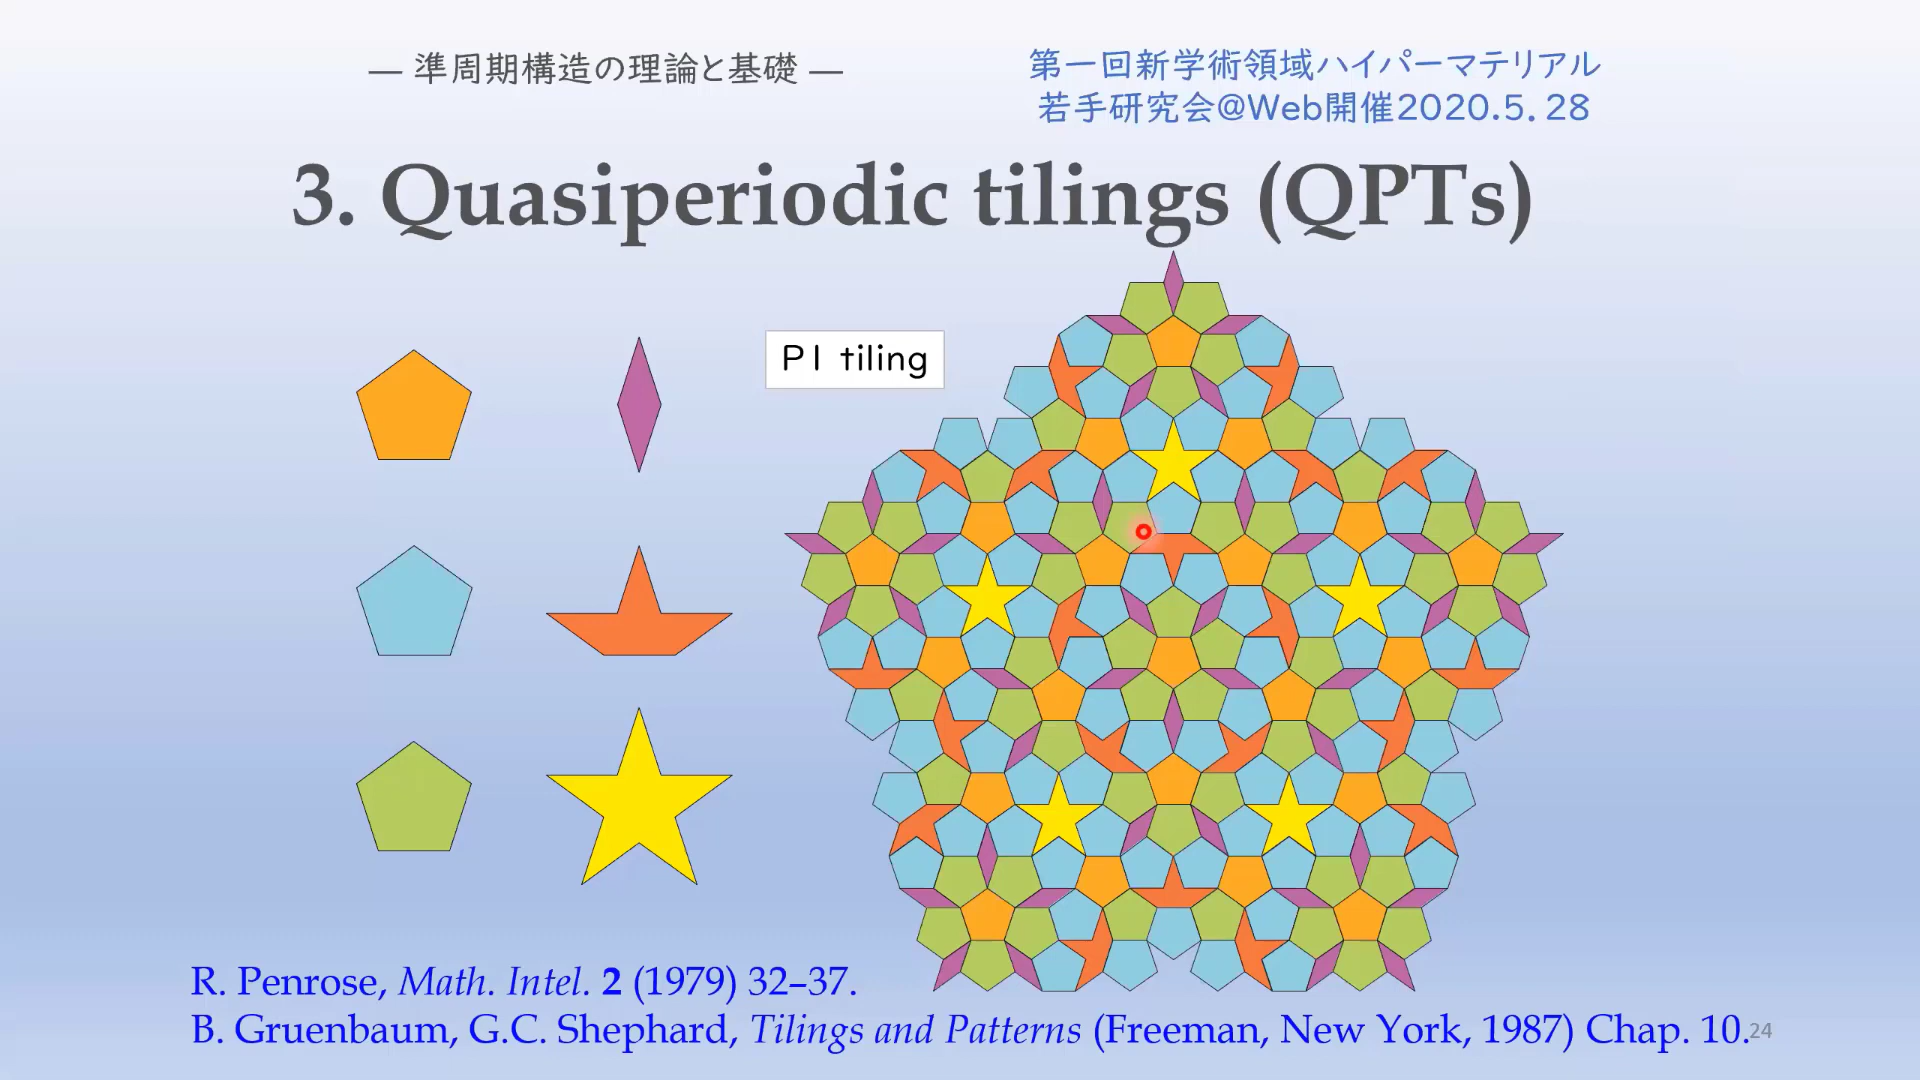 ― 準周期構造の理論と基礎 ―
第一回新学術領域ハイパーマテリアル
若手研究会@Web開催2020.5.28
3. Quasiperiodic tilings (QPTs)
P1 tiling
R. Penrose, Math. Intel. 2 (1979) 32–37.
B. Gruenbaum, G.C. Shephard, Tilings and Patterns (Freeman, New York, 1987) Chap. 10.
24